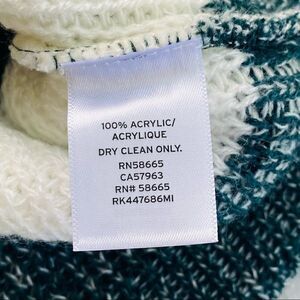 100% ACRYLIC/
ACRYLIQUE
DRY CLEAN ONLY.
RN58665
CA57963
RN# 58665
RK447686MI